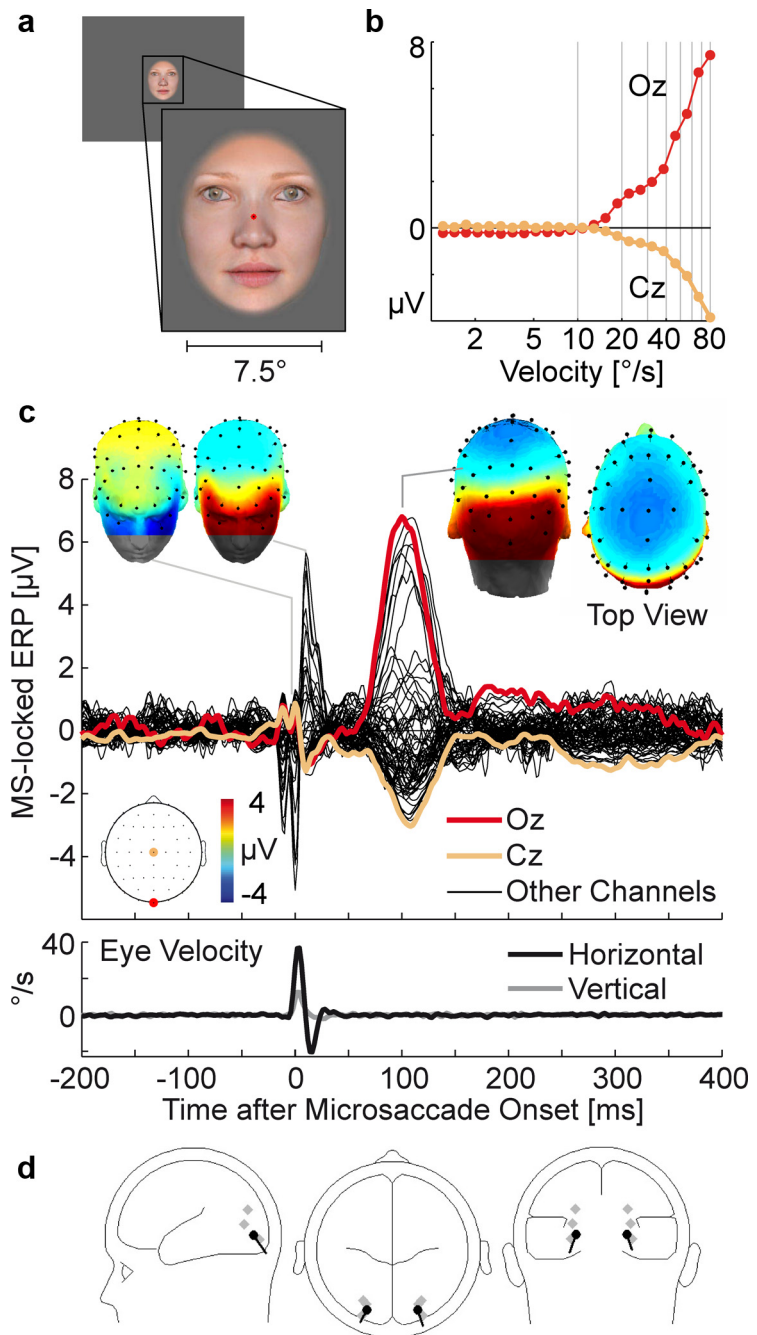 a
7.5°
b
8
0
µV
Oz
Cz
2 5 10 20 40 80
Velocity [°/s]
c
MS-locked ERP [µV]
8
6
4
2
0
-2
-4
Top View
4
µV
-4
Oz
Cz
Other Channels
Eye Velocity
°/s
40
0
Horizontal
Vertical
-200 -100 0 100 200 300 400
Time after Microsaccade Onset [ms]
d